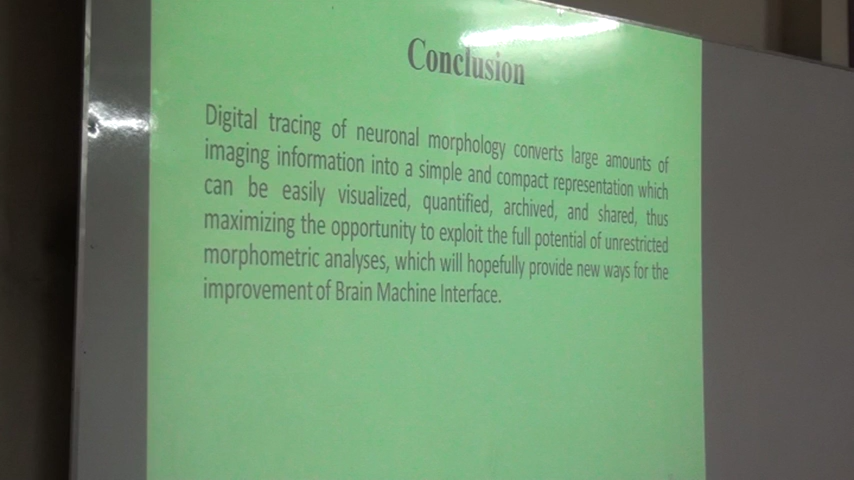 Conclusion
Digital tracing of neuronal morphology converts large amounts of
imaging information into a simple and compact representation which
can be easily visualized, quantified, archived, and shared, thus
maximizing the opportunity to exploit the full potential of unrestricted
morphometric analyses, which will hopefully provide new ways for the
improvement of Brain Machine Interface.